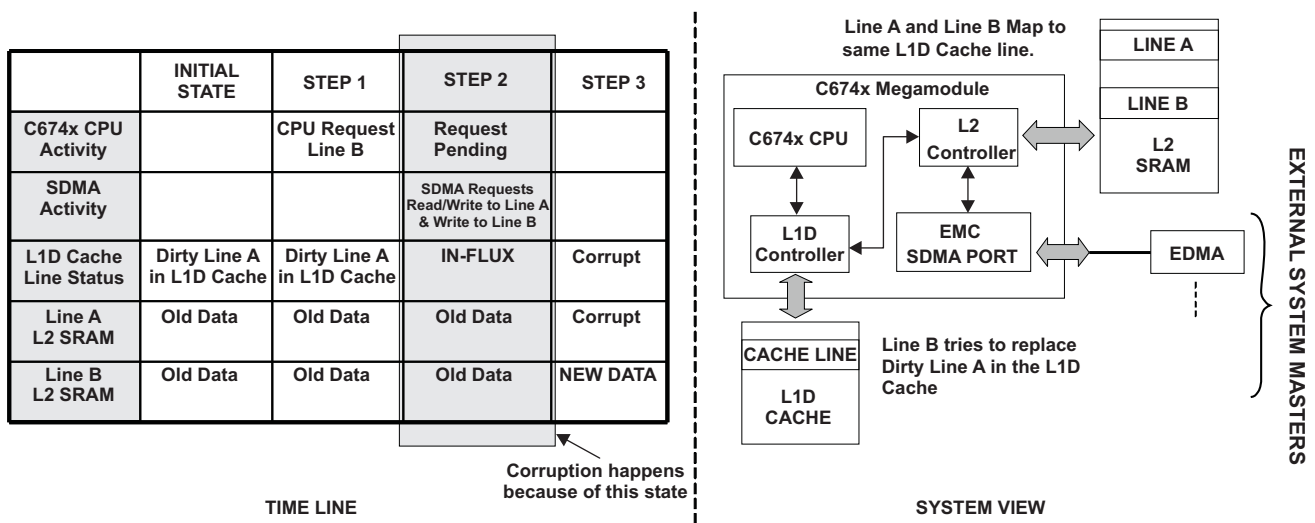 INITIAL
STATE
STEP 1
STEP 2
STEP 3
C674x CPU
Activity
CPU Request
Line B
Request
Pending
SDMA
Activity
SDMA Requests
Read/Write to Line A
& Write to Line B
L1D Cache
Line Status
Dirty Line A
in L1D Cache
Dirty Line A
in L1D Cache
IN-FLUX
Corrupt
Line A
L2 SRAM
Old Data
Old Data
Old Data
Corrupt
Line B
L2 SRAM
Old Data
Old Data
Old Data
NEW DATA
Corruption happens
because of this state
TIME LINE
Line A and Line B Map to
same L1D Cache line.
LINE A
LINE B
L2
SRAM
C674x Megamodule
C674x CPU
L2
Controller
L1D
Controller
EMC
SDMA PORT
EDMA
EXTERNAL SYSTEM MASTERS
CACHE LINE
L1D
CACHE
Line B tries to replace
Dirty Line A in the L1D
Cache
SYSTEM VIEW